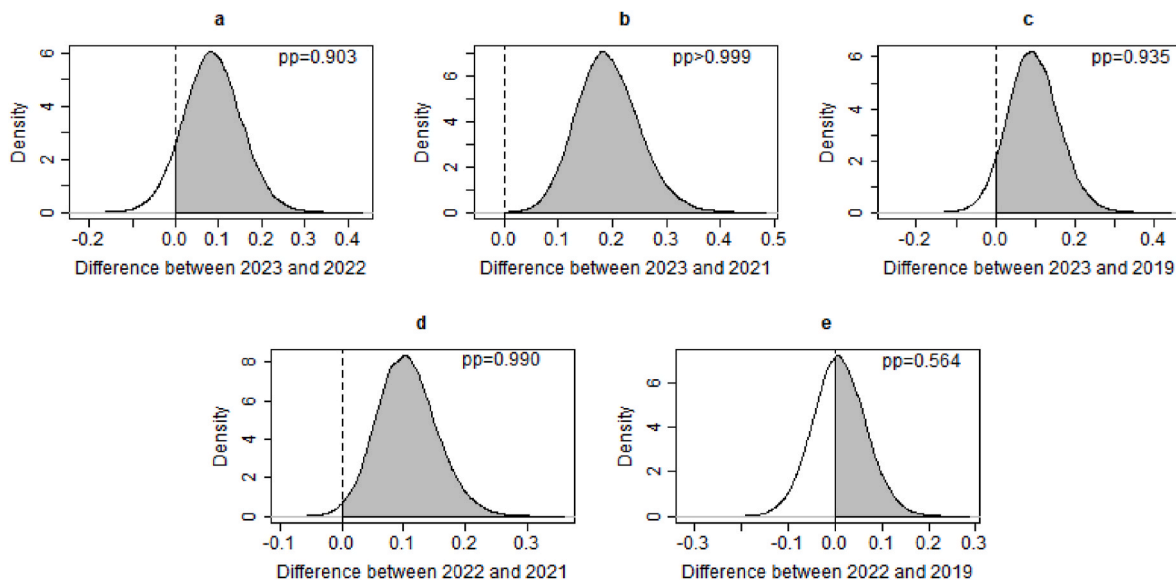 a
pp=0.903
Density
0 2 4 6
-0.2 0.0 0.1 0.2 0.3 0.4
Difference between 2023 and 2022
b
pp>0.999
Density
0 2 4 6
0.0 0.1 0.2 0.3 0.4 0.5
Difference between 2023 and 2021
c
pp=0.935
Density
0 2 4 6
-0.2 0.0 0.2 0.4
Difference between 2023 and 2019
d
pp=0.990
Density
0 2 4 6 8
-0.1 0.0 0.1 0.2 0.3
Difference between 2022 and 2021
e
pp=0.564
Density
0 2 4 6
-0.3 -0.1 0.0 0.1 0.2 0.3
Difference between 2022 and 2019